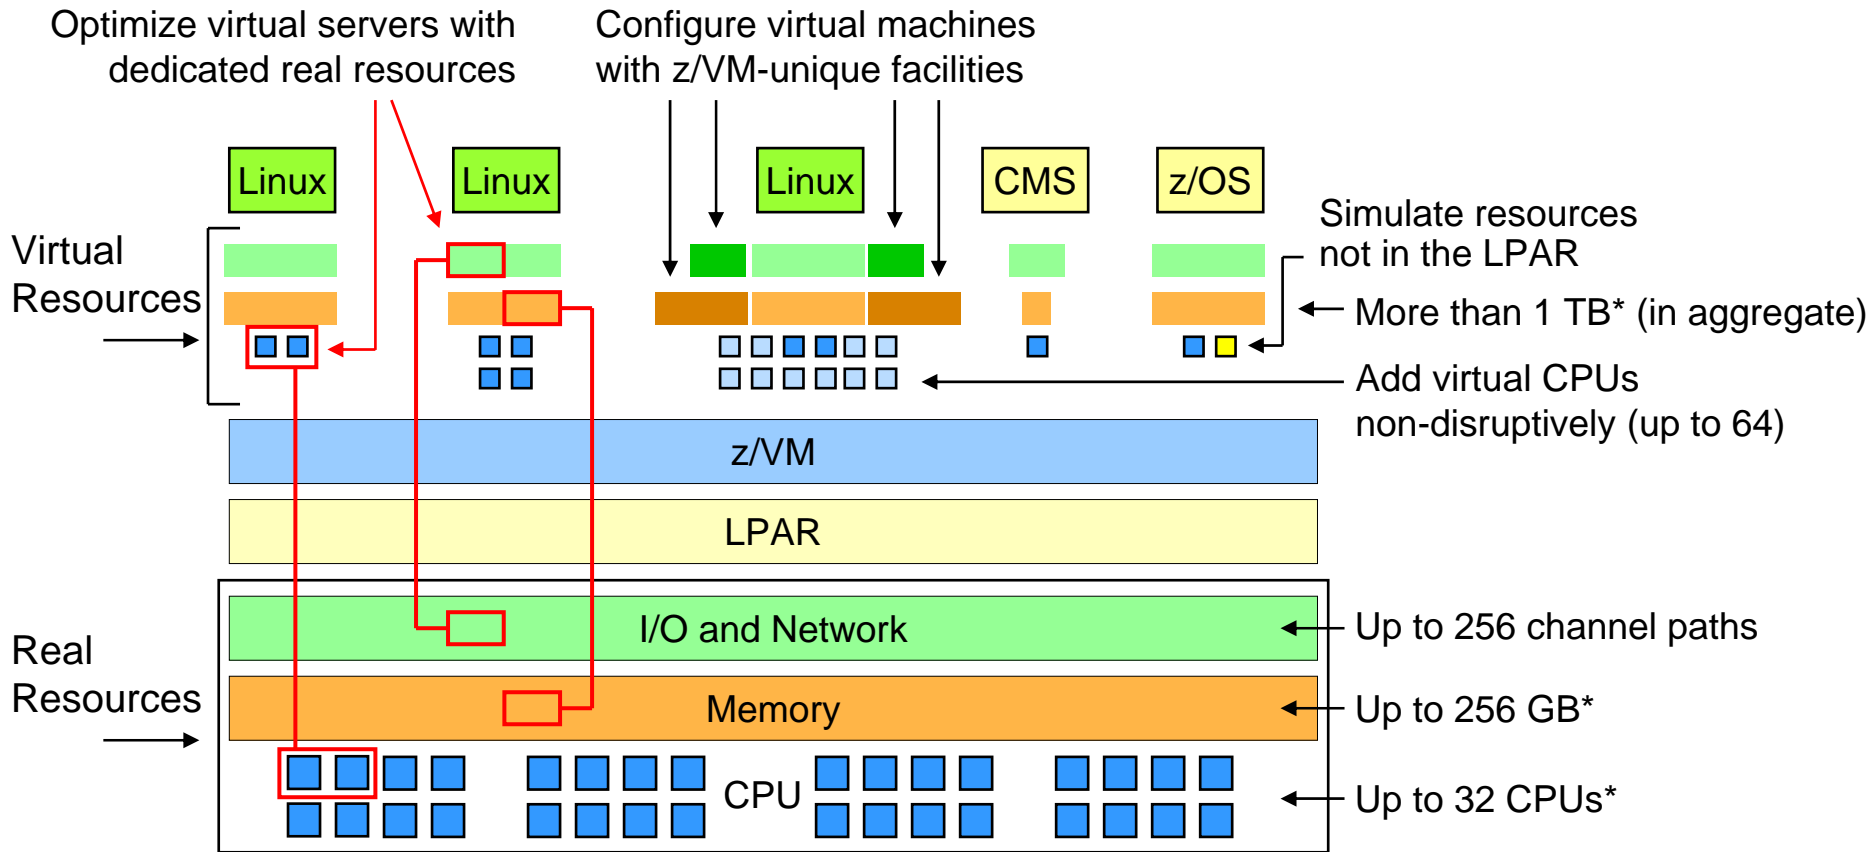 Optimize virtual servers with
dedicated real resources
Configure virtual machines
with z/VM-unique facilities
Linux
Linux
Linux
CMS
z/OS
Simulate resources
not in the LPAR
Virtual
Resources
More than 1 TB* (in aggregate)
Add virtual CPUs
non-disruptively (up to 64)
z/VM
LPAR
I/O and Network
Up to 256 channel paths
Real
Resources
Memory
Up to 256 GB*
CPU
Up to 32 CPUs*